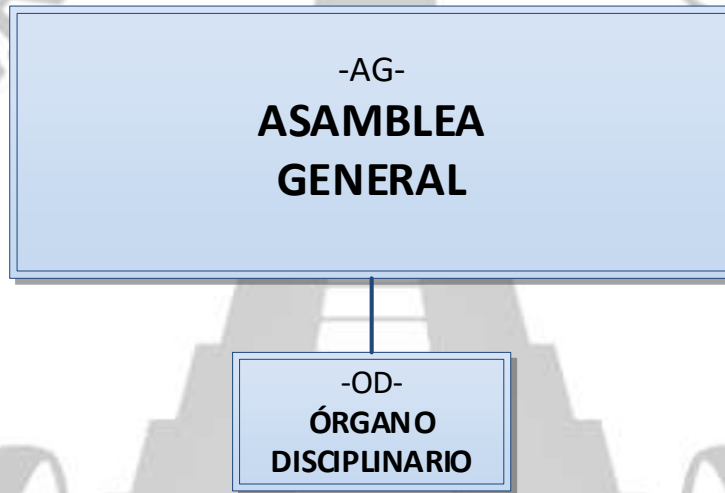 -AG-
ASAMBLEA
GENERAL
-OD-
ÓRGANO
DISCIPLINARIO